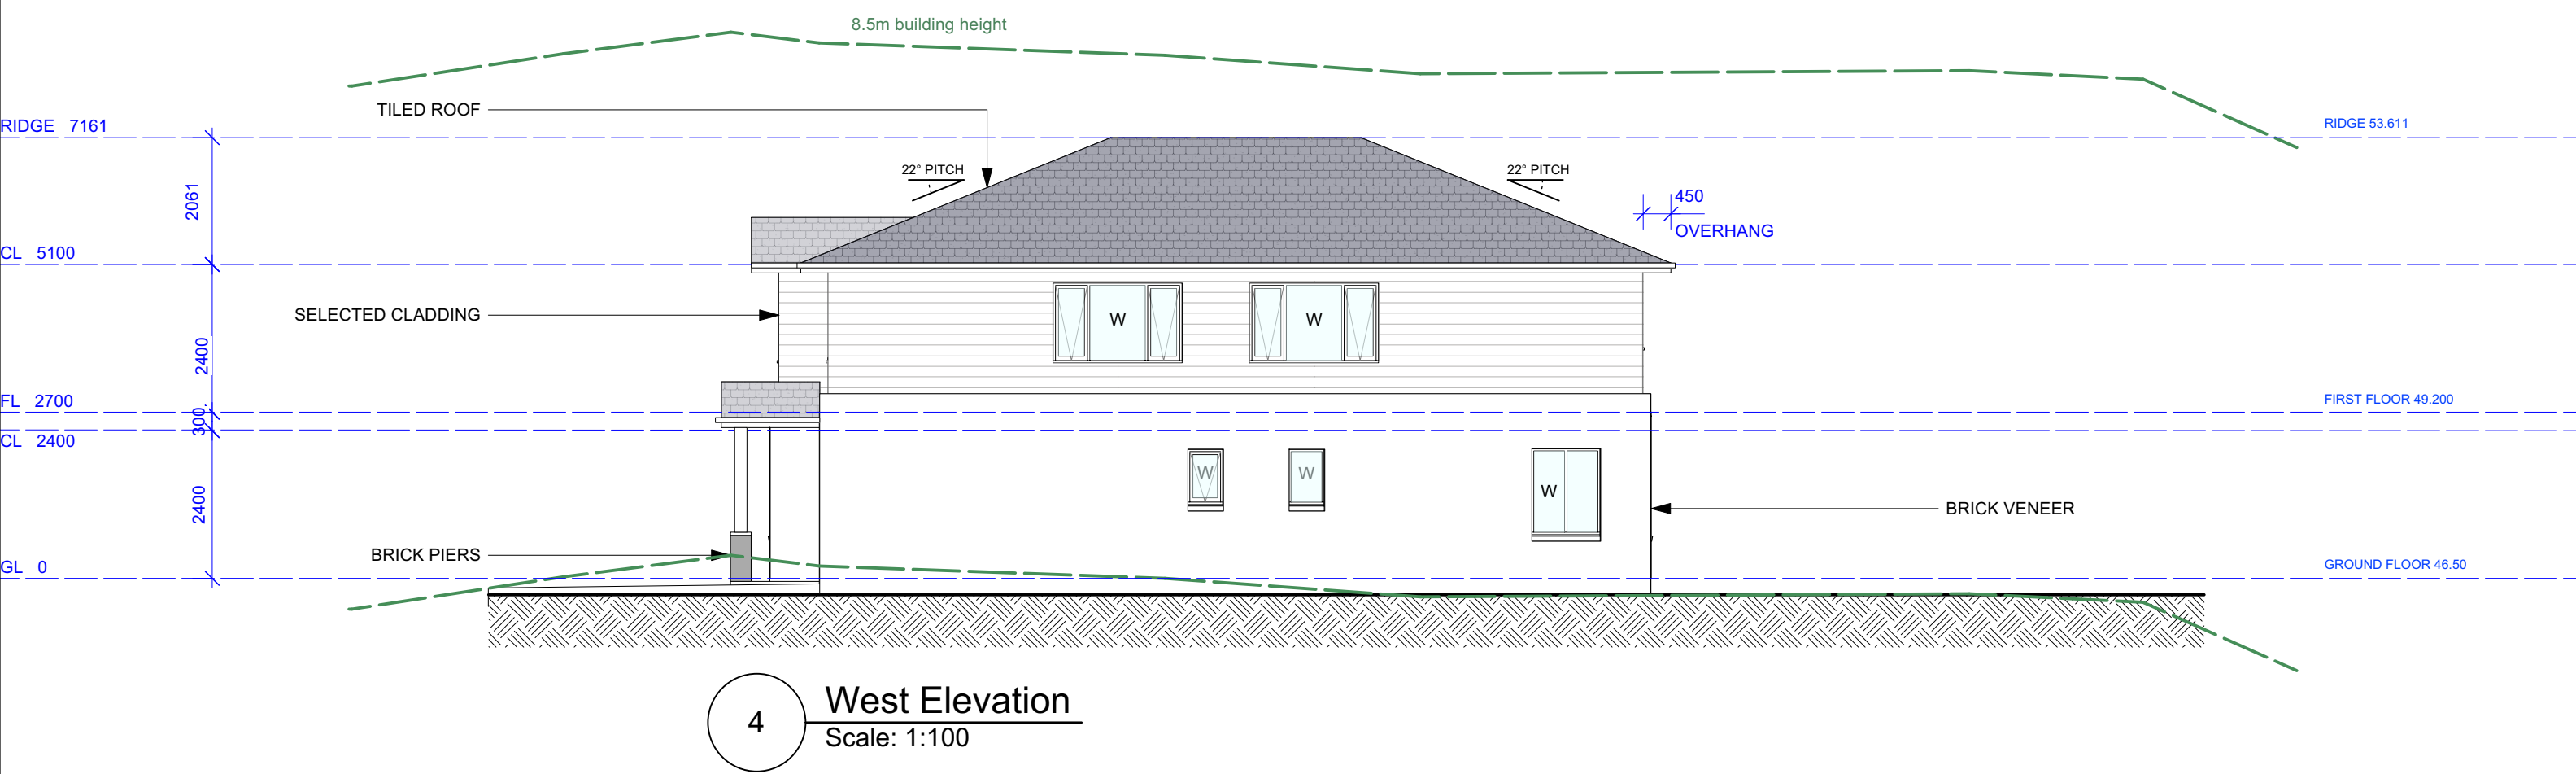 8.5m building height
TILED ROOF
RIDGE 7161
RIDGE 53.611
22° PITCH
22° PITCH
2061
450
OVERHANG
CL 5100
SELECTED CLADDING
W
W
2400
FL 2700
FIRST FLOOR 49.200
300
CL 2400
W
W
W
2400
BRICK VENEER
BRICK PIERS
GL 0
GROUND FLOOR 46.50
4
West Elevation
Scale: 1:100